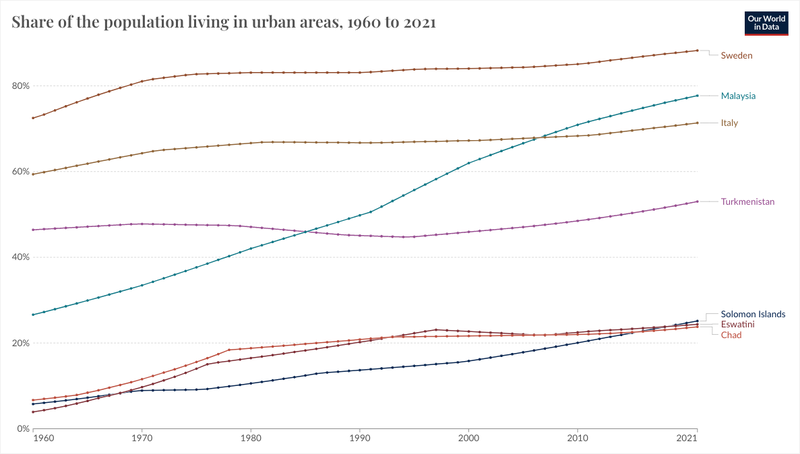 Share of the population living in urban areas, 1960 to 2021
Our World
in Data
80%
60%
40%
20%
0%
Sweden
Malaysia
Italy
Turkmenistan
Solomon Islands
Eswatini
Chad
1960
1970
1980
1990
2000
2010
2021